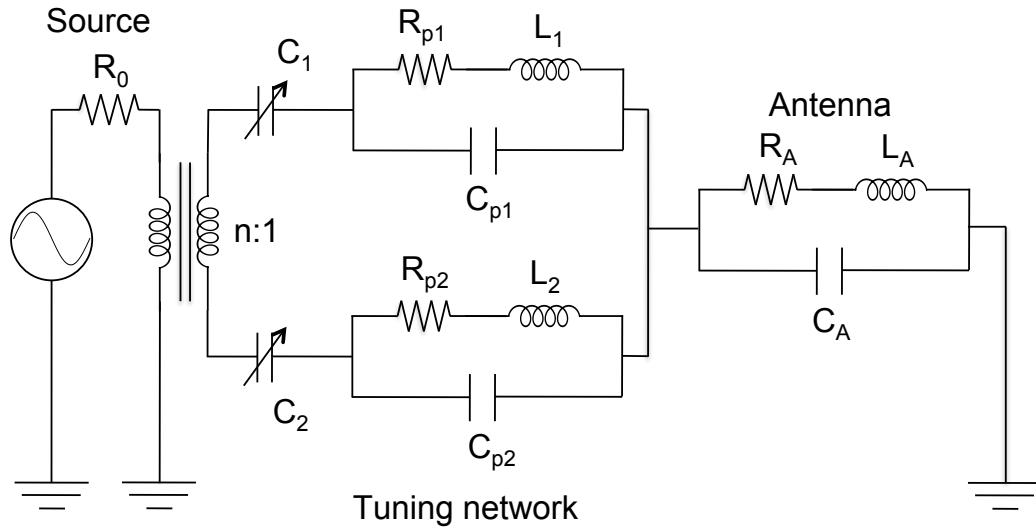 Source
R0
C1
Rp1
L1
Cp1
n:1
Antenna
RA
LA
CA
Rp2
L2
C2
Cp2
Tuning network